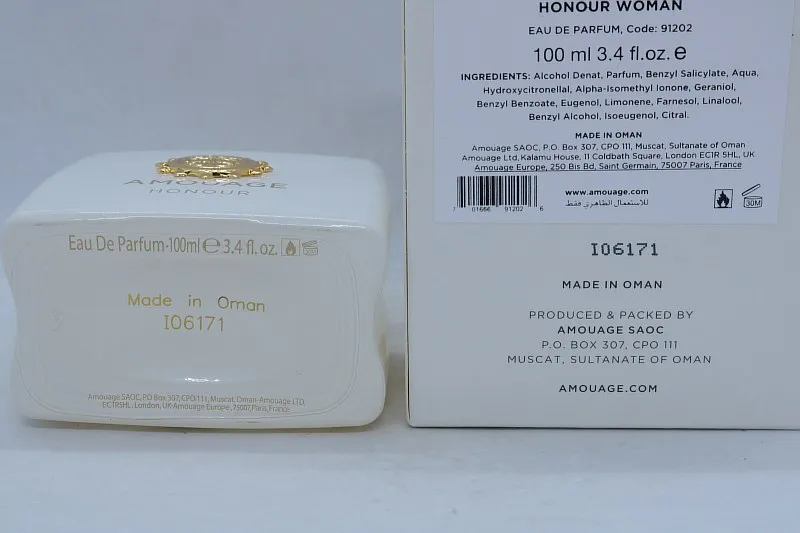 AMOUAGE
HONOUR
Eau De Parfum-100ml e 3.4 fl.oz.
Made in Oman
I06171
Amouage SAOC, PO Box 307, CPO 111, Muscat, Oman-Amouage LTD,
EC1R5HL, London, UK-Amouage Europe, 75007, Paris, France
HONOUR WOMAN
EAU DE PARFUM, Code: 91202
100 ml 3.4 fl.oz. e
INGREDIENTS: Alcohol Denat, Parfum, Benzyl Salicylate, Aqua,
Hydroxycitronellal, Alpha-Isomethyl Ionone, Geraniol,
Benzyl Benzoate, Eugenol, Limonene, Farnesol, Linalool,
Benzyl Alcohol, Isoeugenol, Citral.
MADE IN OMAN
Amouage SAOC, P.O. Box 307, CPO 111, Muscat, Sultanate of Oman
Amouage Ltd, Kalamu House, 11 Coldbath Square, London EC1R 5HL, UK
Amouage Europe, 250 Bis Bd, Saint Germain, 75007 Paris, France
7 01666 91202 6
www.amouage.com
للاستعمال الظاهري فقط
30M
I06171
MADE IN OMAN
PRODUCED & PACKED BY
AMOUAGE SAOC
P.O. BOX 307, CPO 111
MUSCAT, SULTANATE OF OMAN
AMOUAGE.COM